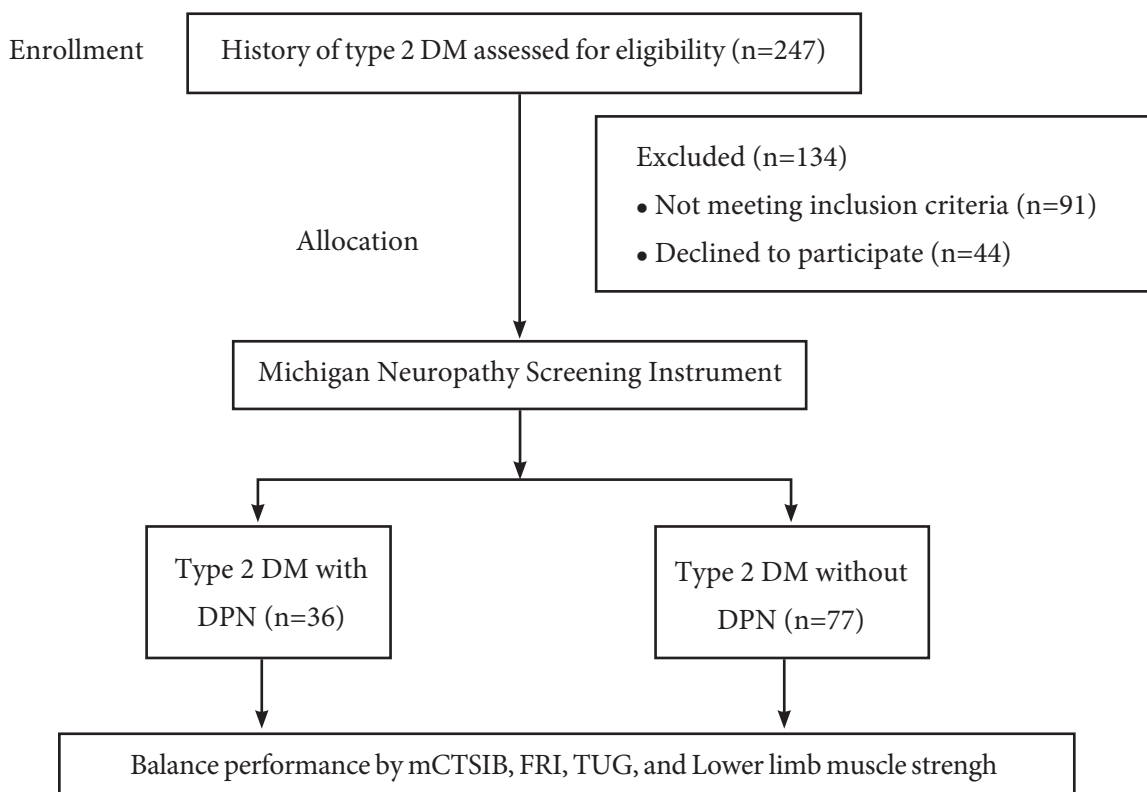 Enrollment
History of type 2 DM assessed for eligibility (n=247)
Excluded (n=134)
• Not meeting inclusion criteria (n=91)
• Declined to participate (n=44)
Allocation
Michigan Neuropathy Screening Instrument
Type 2 DM with
DPN (n=36)
Type 2 DM without
DPN (n=77)
Balance performance by mCTSIB, FRI, TUG, and Lower limb muscle strengh